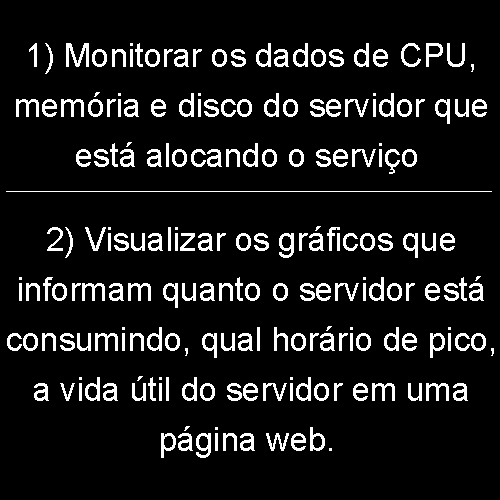 1) Monitorar os dados de CPU,
memória e disco do servidor que
está alocando o serviço
2) Visualizar os gráficos que
informam quanto o servidor está
consumindo, qual horário de pico,
a vida útil do servidor em uma
página web.